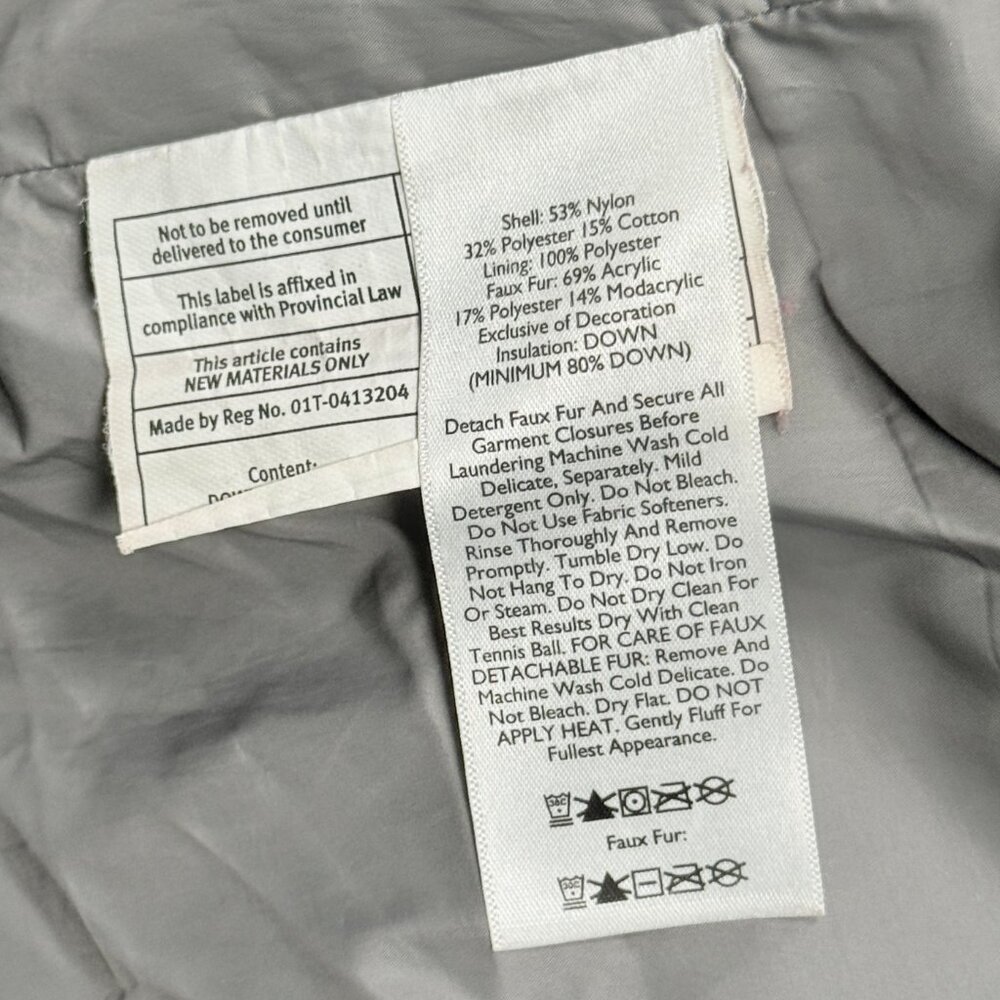 Not to be removed until
delivered to the consumer
This label is affixed in
compliance with Provincial Law
This article contains
NEW MATERIALS ONLY
Made by Reg No. 01T-0413204
Content:
Shell: 53% Nylon
32% Polyester 15% Cotton
Lining: 100% Polyester
Faux Fur: 69% Acrylic
17% Polyester 14% Modacrylic
Exclusive of Decoration
Insulation: DOWN
(MINIMUM 80% DOWN)
Detach Faux Fur And Secure All
Garment Closures Before
Laundering Machine Wash Cold
Delicate, Separately. Mild
Detergent Only. Do Not Bleach.
Do Not Use Fabric Softeners.
Rinse Thoroughly And Remove
Promptly. Tumble Dry Low. Do
Not Hang To Dry. Do Not Iron
Or Steam. Do Not Dry Clean For
Best Results Dry With Clean
Tennis Ball. FOR CARE OF FAUX
DETACHABLE FUR: Remove And
Machine Wash Cold Delicate. Do
Not Bleach. Dry Flat. DO NOT
APPLY HEAT. Gently Fluff For
Fullest Appearance.
30C
Faux Fur:
30C